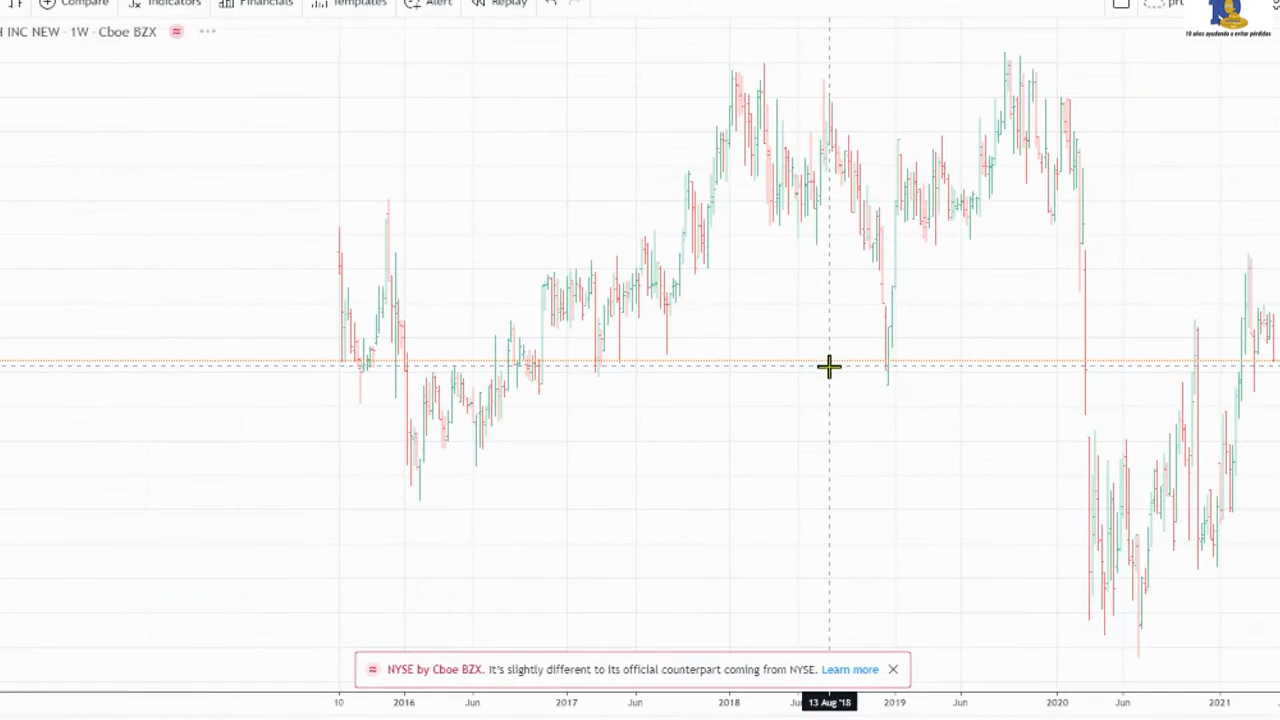 Compare Indicators Financials Templates Alert Replay
H INC NEW · 1W · Cboe BZX
10 años ayudando a evitar pérdidas
NYSE by Cboe BZX. It's slightly different to its official counterpart coming from NYSE. Learn more
10 2016 Jun 2017 Jun 2018 Ju 13 Aug '18 2019 Jun 2020 Jun 2021